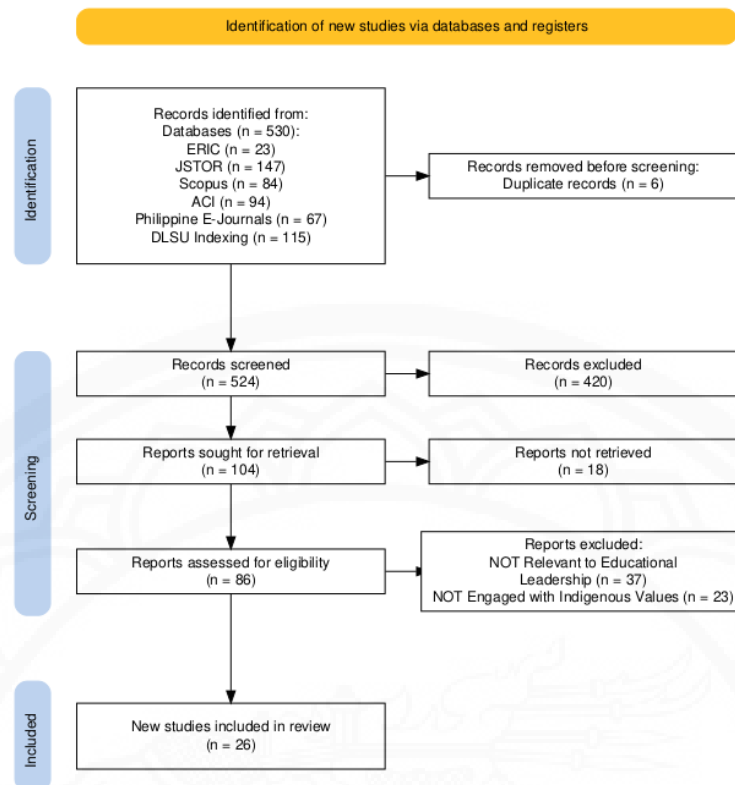 Identification of new studies via databases and registers
Identification
Records identified from:
Databases (n = 530):
ERIC (n = 23)
JSTOR (n = 147)
Scopus (n = 84)
ACI (n = 94)
Philippine E-Journals (n = 67)
DLSU Indexing (n = 115)
Records removed before screening:
Duplicate records (n = 6)
Screening
Records screened
(n = 524)
Records excluded
(n = 420)
Reports sought for retrieval
(n = 104)
Reports not retrieved
(n = 18)
Reports assessed for eligibility
(n = 86)
Reports excluded:
NOT Relevant to Educational
Leadership (n = 37)
NOT Engaged with Indigenous Values (n = 23)
Included
New studies included in review
(n = 26)